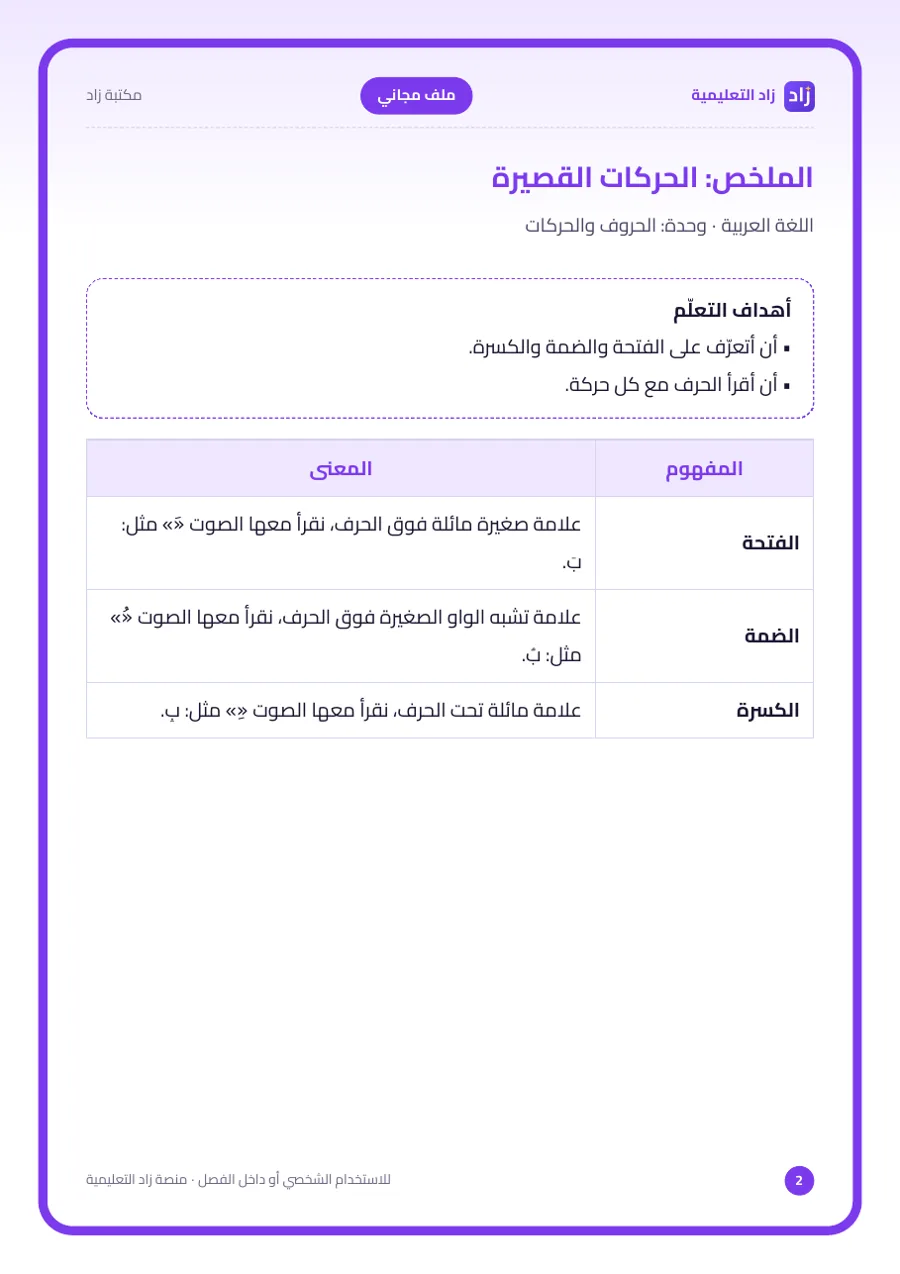 زاد
زاد التعليمية
ملف مجاني
مكتبة زاد
الملخص: الحركات القصيرة
اللغة العربية · وحدة: الحروف والحركات
أهداف التعلّم
▪ أن أتعرّف على الفتحة والضمة والكسرة.
▪ أن أقرأ الحرف مع كل حركة.
المفهوم
المعنى
الفتحة
علامة صغيرة مائلة فوق الحرف، نقرأ معها الصوت «ـَ» مثل:
بَ.
الضمة
علامة تشبه الواو الصغيرة فوق الحرف، نقرأ معها الصوت «ـُ»
مثل: بُ.
الكسرة
علامة مائلة تحت الحرف، نقرأ معها الصوت «ـِ» مثل: بِ.
2
للاستخدام الشخصي أو داخل الفصل · منصة زاد التعليمية